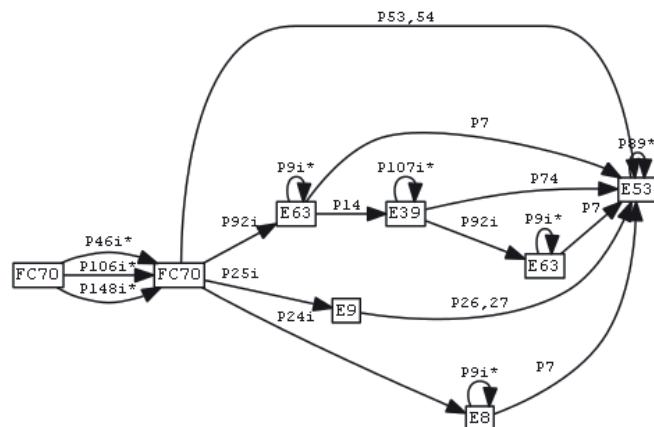 P53,54
P7
P89*
P9i*
P107i*
P74
E53
E63
P14
E39
P92i
P92i
P9i*
P7
P46i*
E63
P106i*
FC70
FC70
P25i
P148i*
P26,27
E9
P24i
P9i*
P7
E8